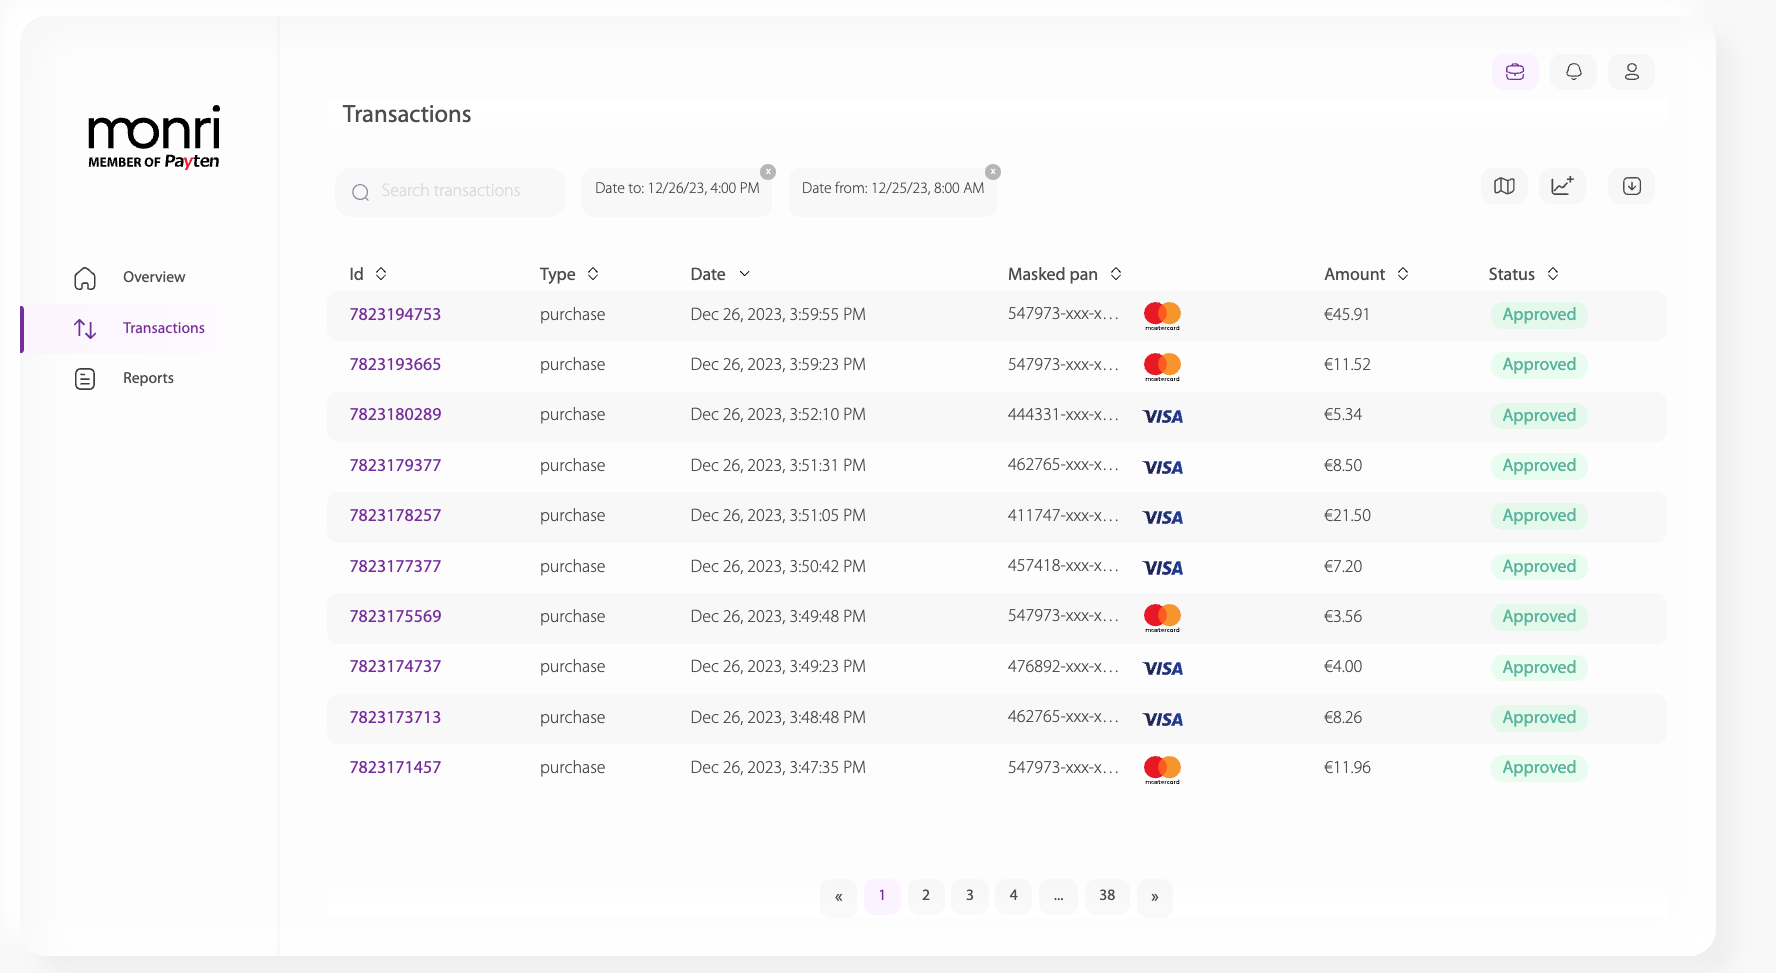 monri
MEMBER OF Payten
Overview
Transactions
Reports
Transactions
Search transactions
Date to: 12/26/23, 4:00 PM x
Date from: 12/25/23, 8:00 AM x
Id Type Date Masked pan Amount Status
7823194753 purchase Dec 26, 2023, 3:59:55 PM 547973-xxx-x… mastercard €45.91 Approved
7823193665 purchase Dec 26, 2023, 3:59:23 PM 547973-xxx-x… mastercard €11.52 Approved
7823180289 purchase Dec 26, 2023, 3:52:10 PM 444331-xxx-x… VISA €5.34 Approved
7823179377 purchase Dec 26, 2023, 3:51:31 PM 462765-xxx-x… VISA €8.50 Approved
7823178257 purchase Dec 26, 2023, 3:51:05 PM 411747-xxx-x… VISA €21.50 Approved
7823177377 purchase Dec 26, 2023, 3:50:42 PM 457418-xxx-x… VISA €7.20 Approved
7823175569 purchase Dec 26, 2023, 3:49:48 PM 547973-xxx-x… mastercard €3.56 Approved
7823174737 purchase Dec 26, 2023, 3:49:23 PM 476892-xxx-x… VISA €4.00 Approved
7823173713 purchase Dec 26, 2023, 3:48:48 PM 462765-xxx-x… VISA €8.26 Approved
7823171457 purchase Dec 26, 2023, 3:47:35 PM 547973-xxx-x… mastercard €11.96 Approved
« 1 2 3 4 ... 38 »